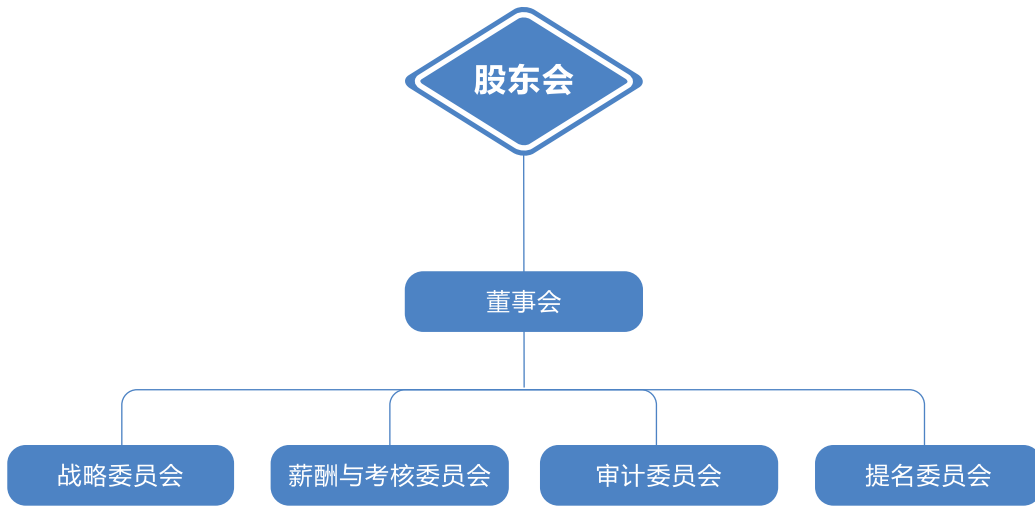 股东会
董事会
战略委员会
薪酬与考核委员会
审计委员会
提名委员会